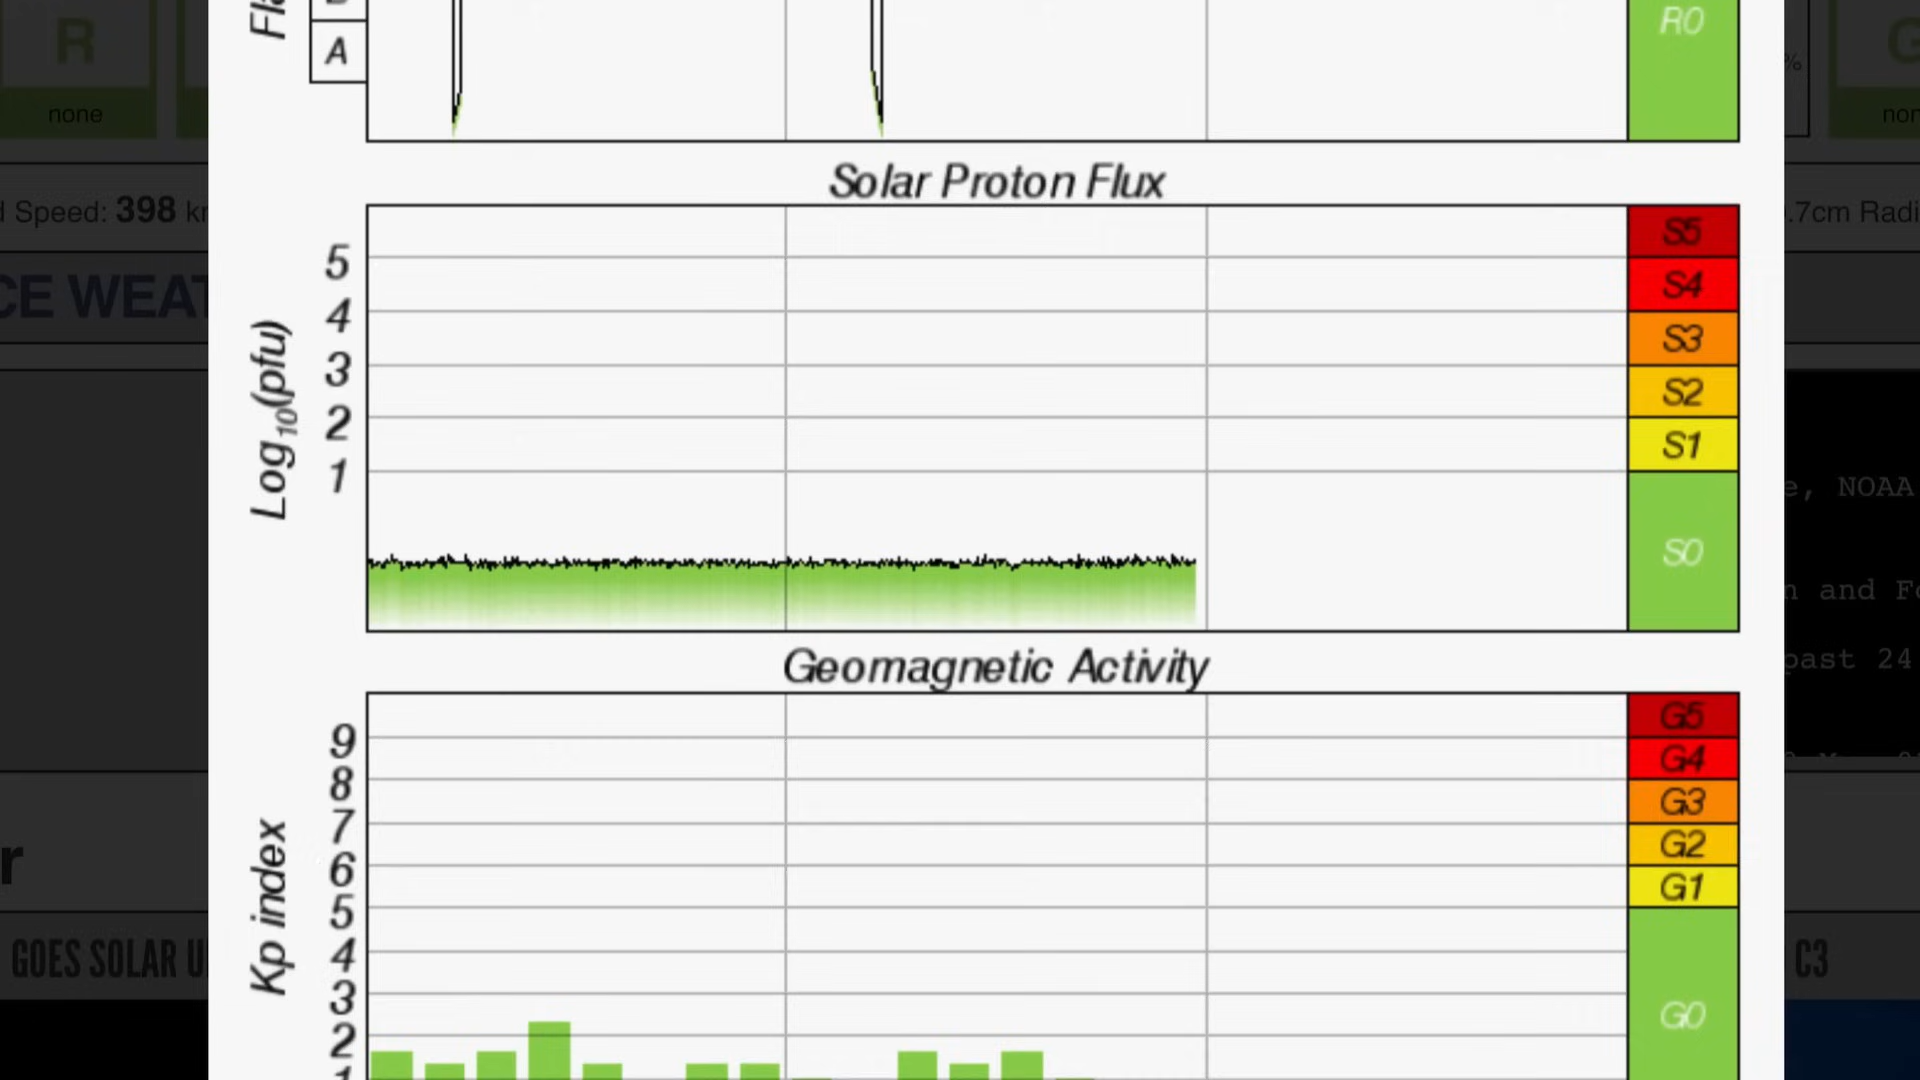 R
none
A
R0
%
G
d Speed: 398 k
.7cm Radi
Solar Proton Flux
Log10(pfu)
5
4
3
2
1
S5
S4
S3
S2
S1
S0
CE WEAT
e, NOAA
n and Fo
past 24
Geomagnetic Activity
Kp index
9
8
7
6
5
4
3
2
1
G5
G4
G3
G2
G1
G0
r
GOES SOLAR U
C3